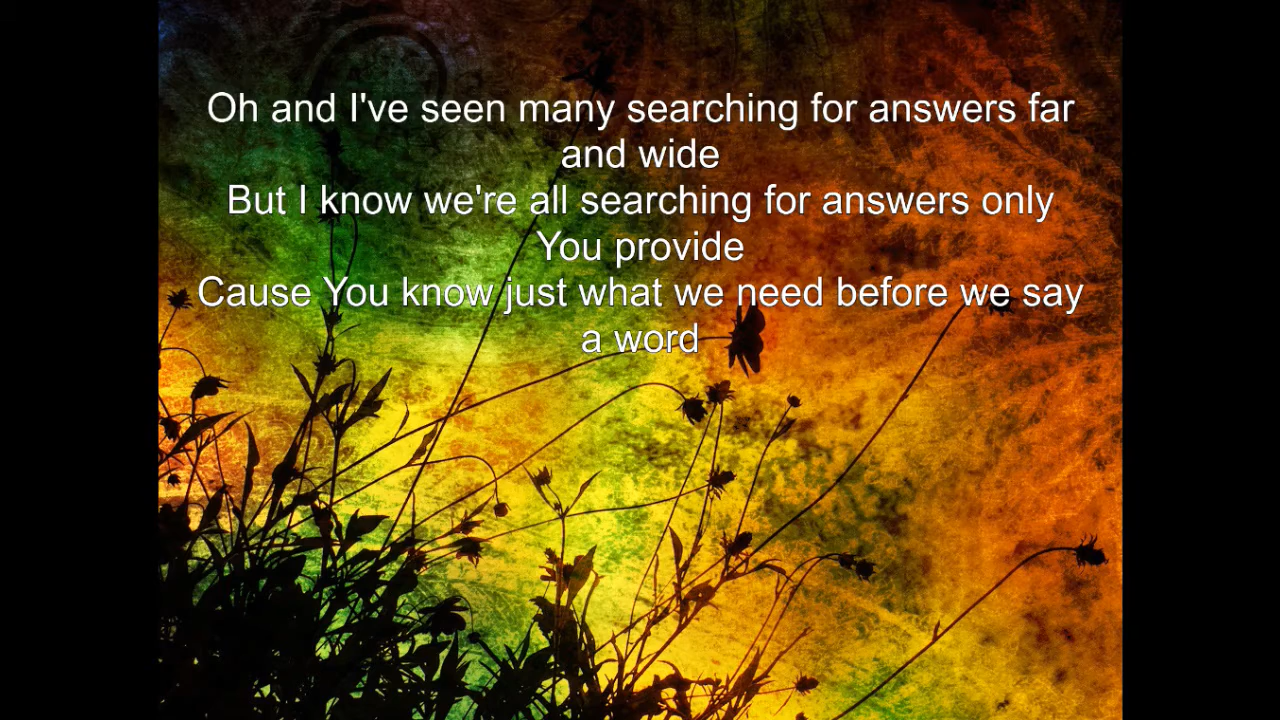 Oh and I've seen many searching for answers far
and wide
But I know we're all searching for answers only
You provide
Cause You know just what we need before we say
a word